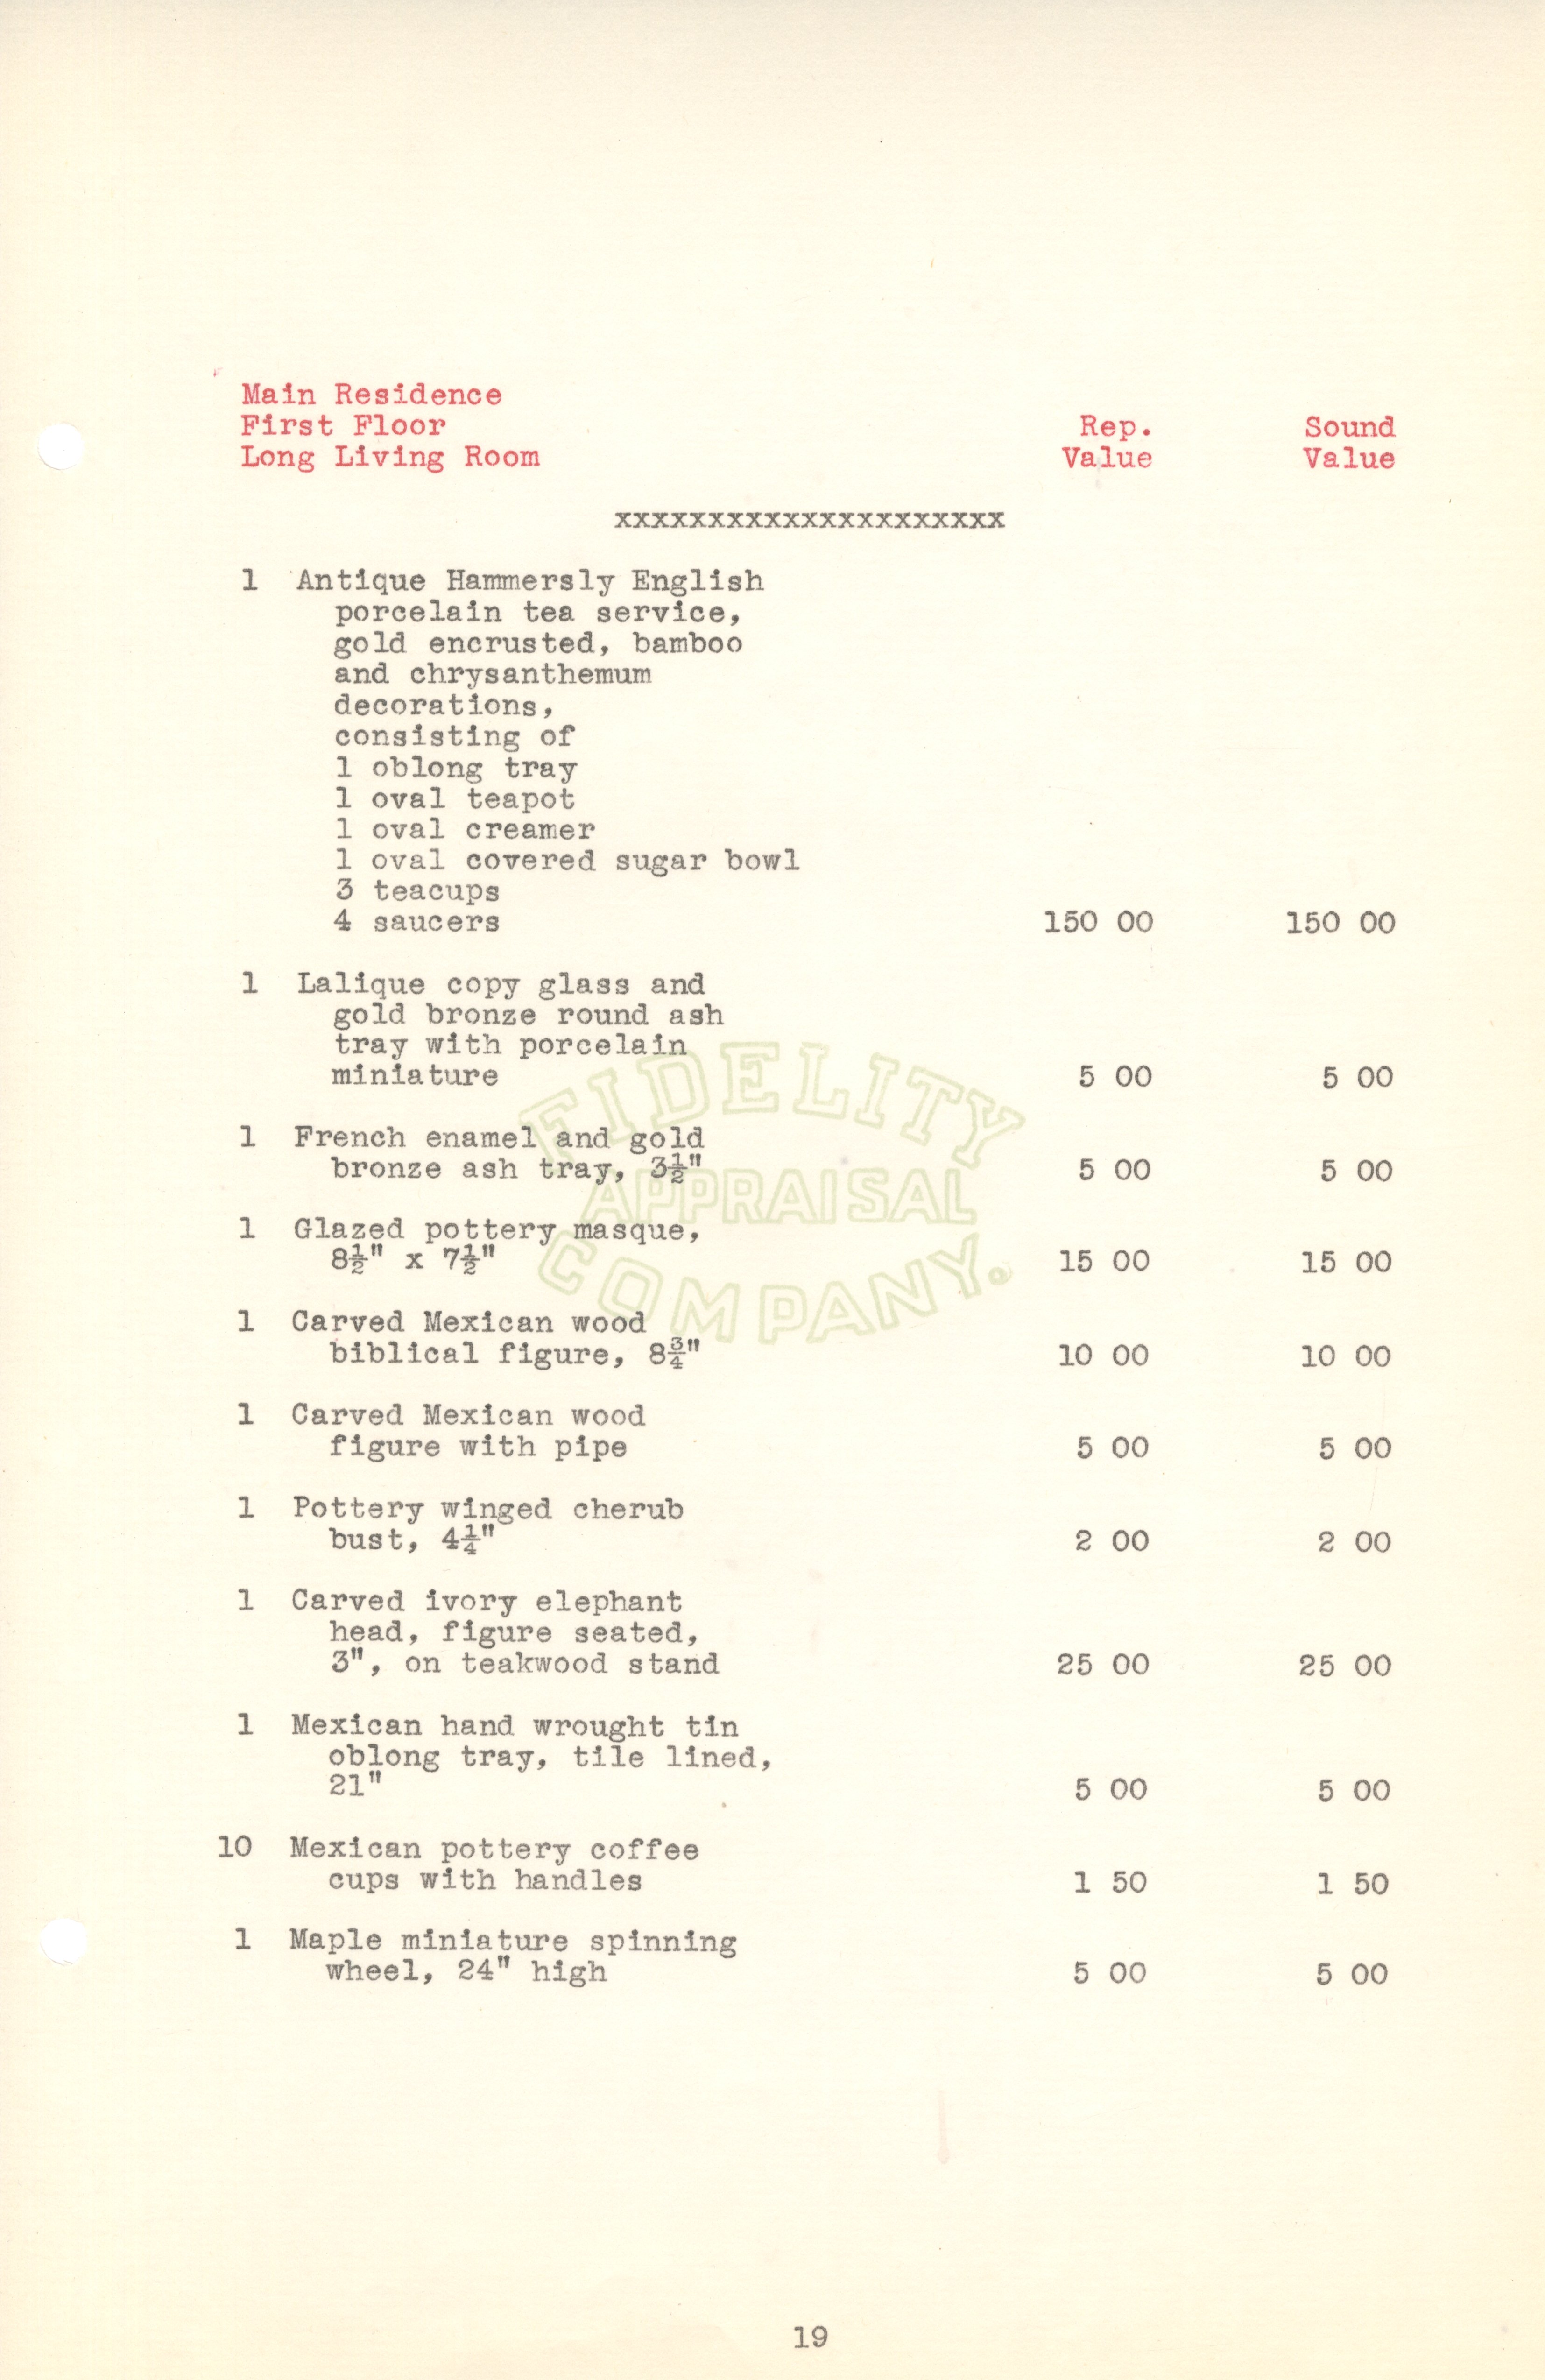 Main Residence
First Floor Rep. Sound
Long Living Room Value Value
xxxxxxxxxxxxxxxxxxxxx
1 Antique Hammersly English
porcelain tea service,
gold encrusted, bamboo
and chrysanthemum
decorations,
consisting of
1 oblong tray
1 oval teapot
1 oval creamer
1 oval covered sugar bowl
3 teacups
4 saucers 150 00 150 00
1 Lalique copy glass and
gold bronze round ash
tray with porcelain
miniature 5 00 5 00
FIDELITY
APPRAISAL
COMPANY.
1 French enamel and gold
bronze ash tray, 3½" 5 00 5 00
1 Glazed pottery masque,
8½" x 7½" 15 00 15 00
1 Carved Mexican wood
biblical figure, 8¾" 10 00 10 00
1 Carved Mexican wood
figure with pipe 5 00 5 00
1 Pottery winged cherub
bust, 4¼" 2 00 2 00
1 Carved ivory elephant
head, figure seated,
3", on teakwood stand 25 00 25 00
1 Mexican hand wrought tin
oblong tray, tile lined,
21" 5 00 5 00
10 Mexican pottery coffee
cups with handles 1 50 1 50
1 Maple miniature spinning
wheel, 24" high 5 00 5 00
19